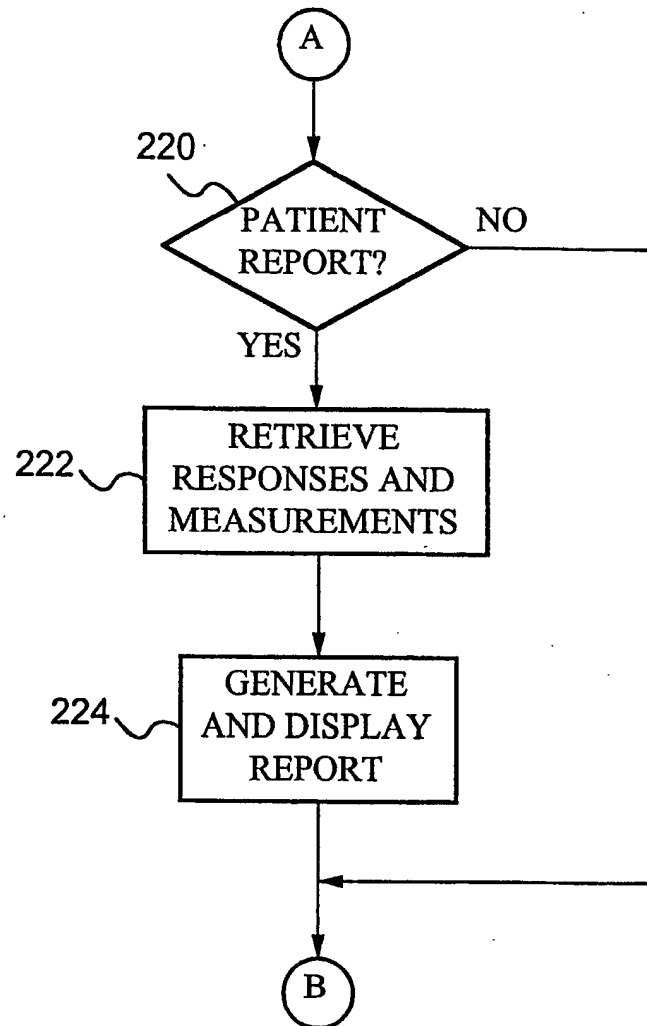 A
220
PATIENT
REPORT?
NO
YES
222
RETRIEVE
RESPONSES AND
MEASUREMENTS
224
GENERATE
AND DISPLAY
REPORT
B